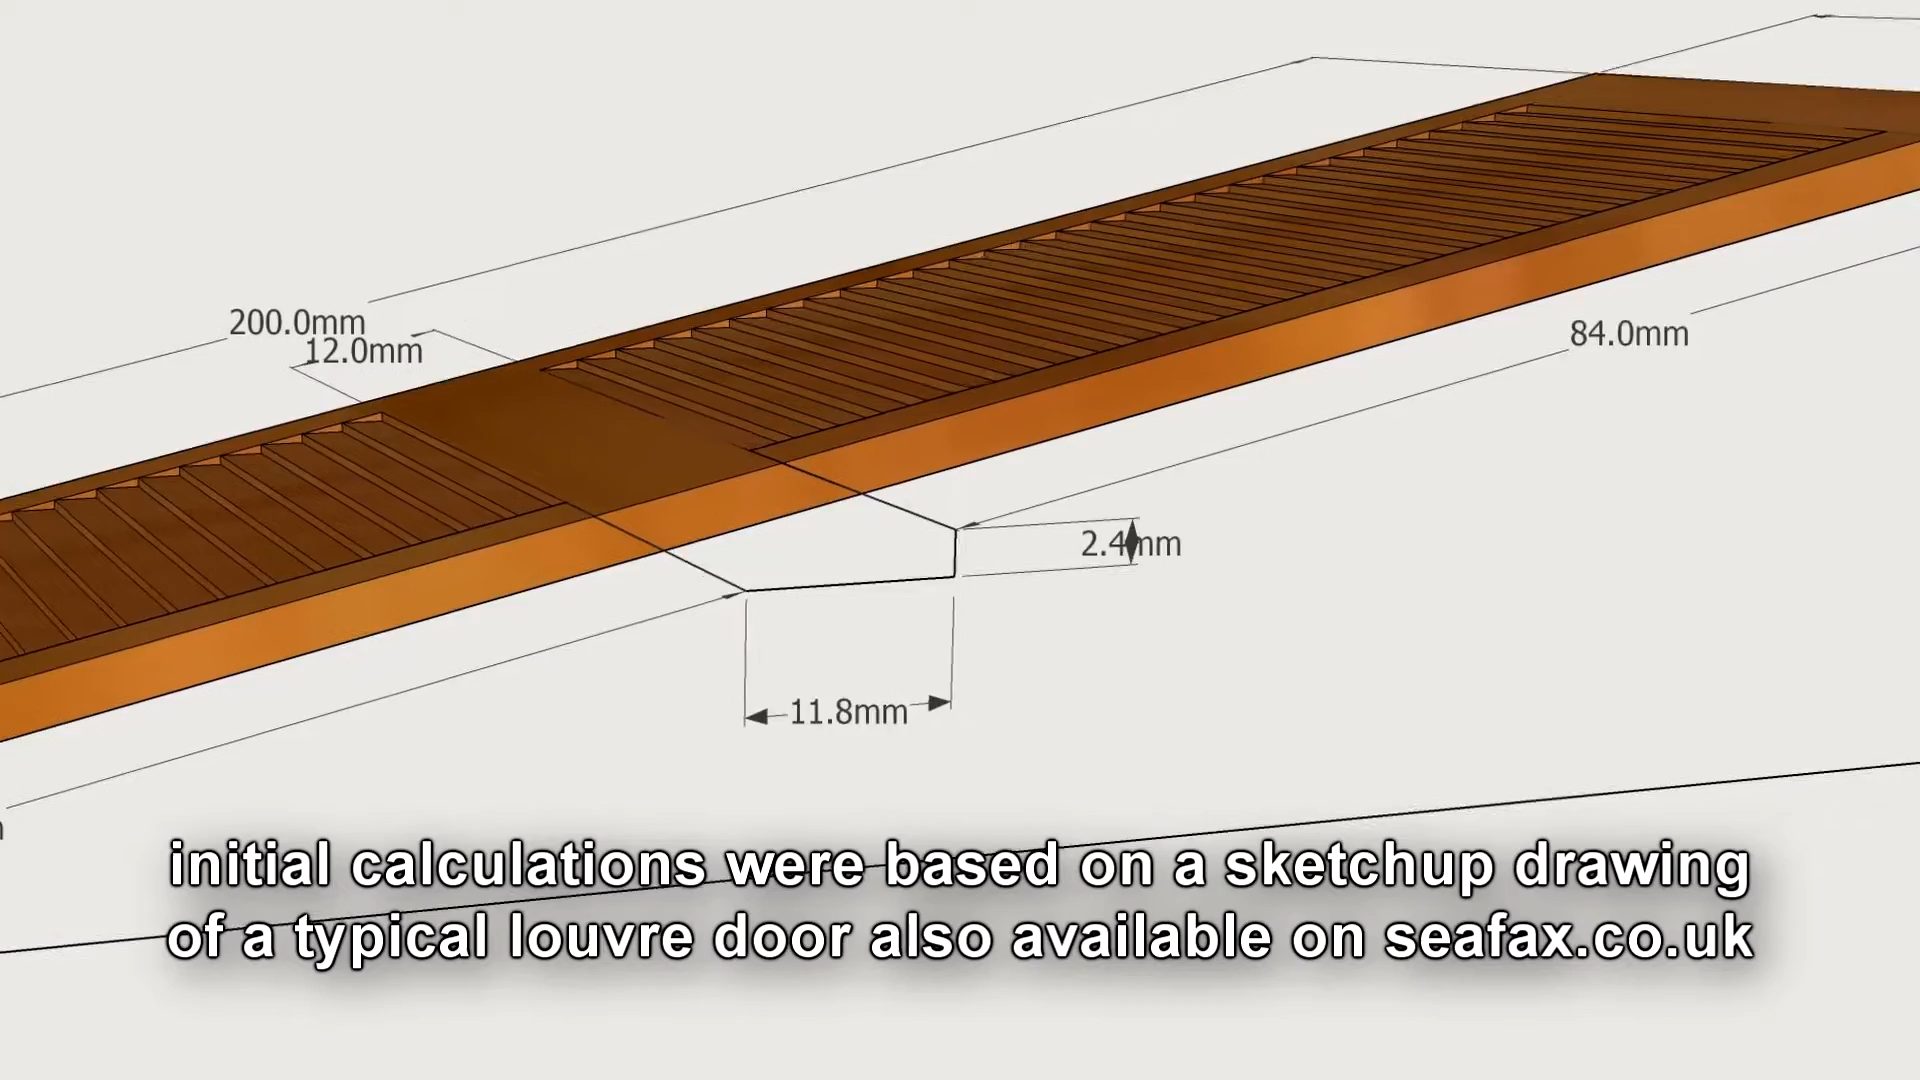 200.0mm
12.0mm
84.0mm
2.4mm
11.8mm
initial calculations were based on a sketchup drawing
of a typical louvre door also available on seafax.co.uk